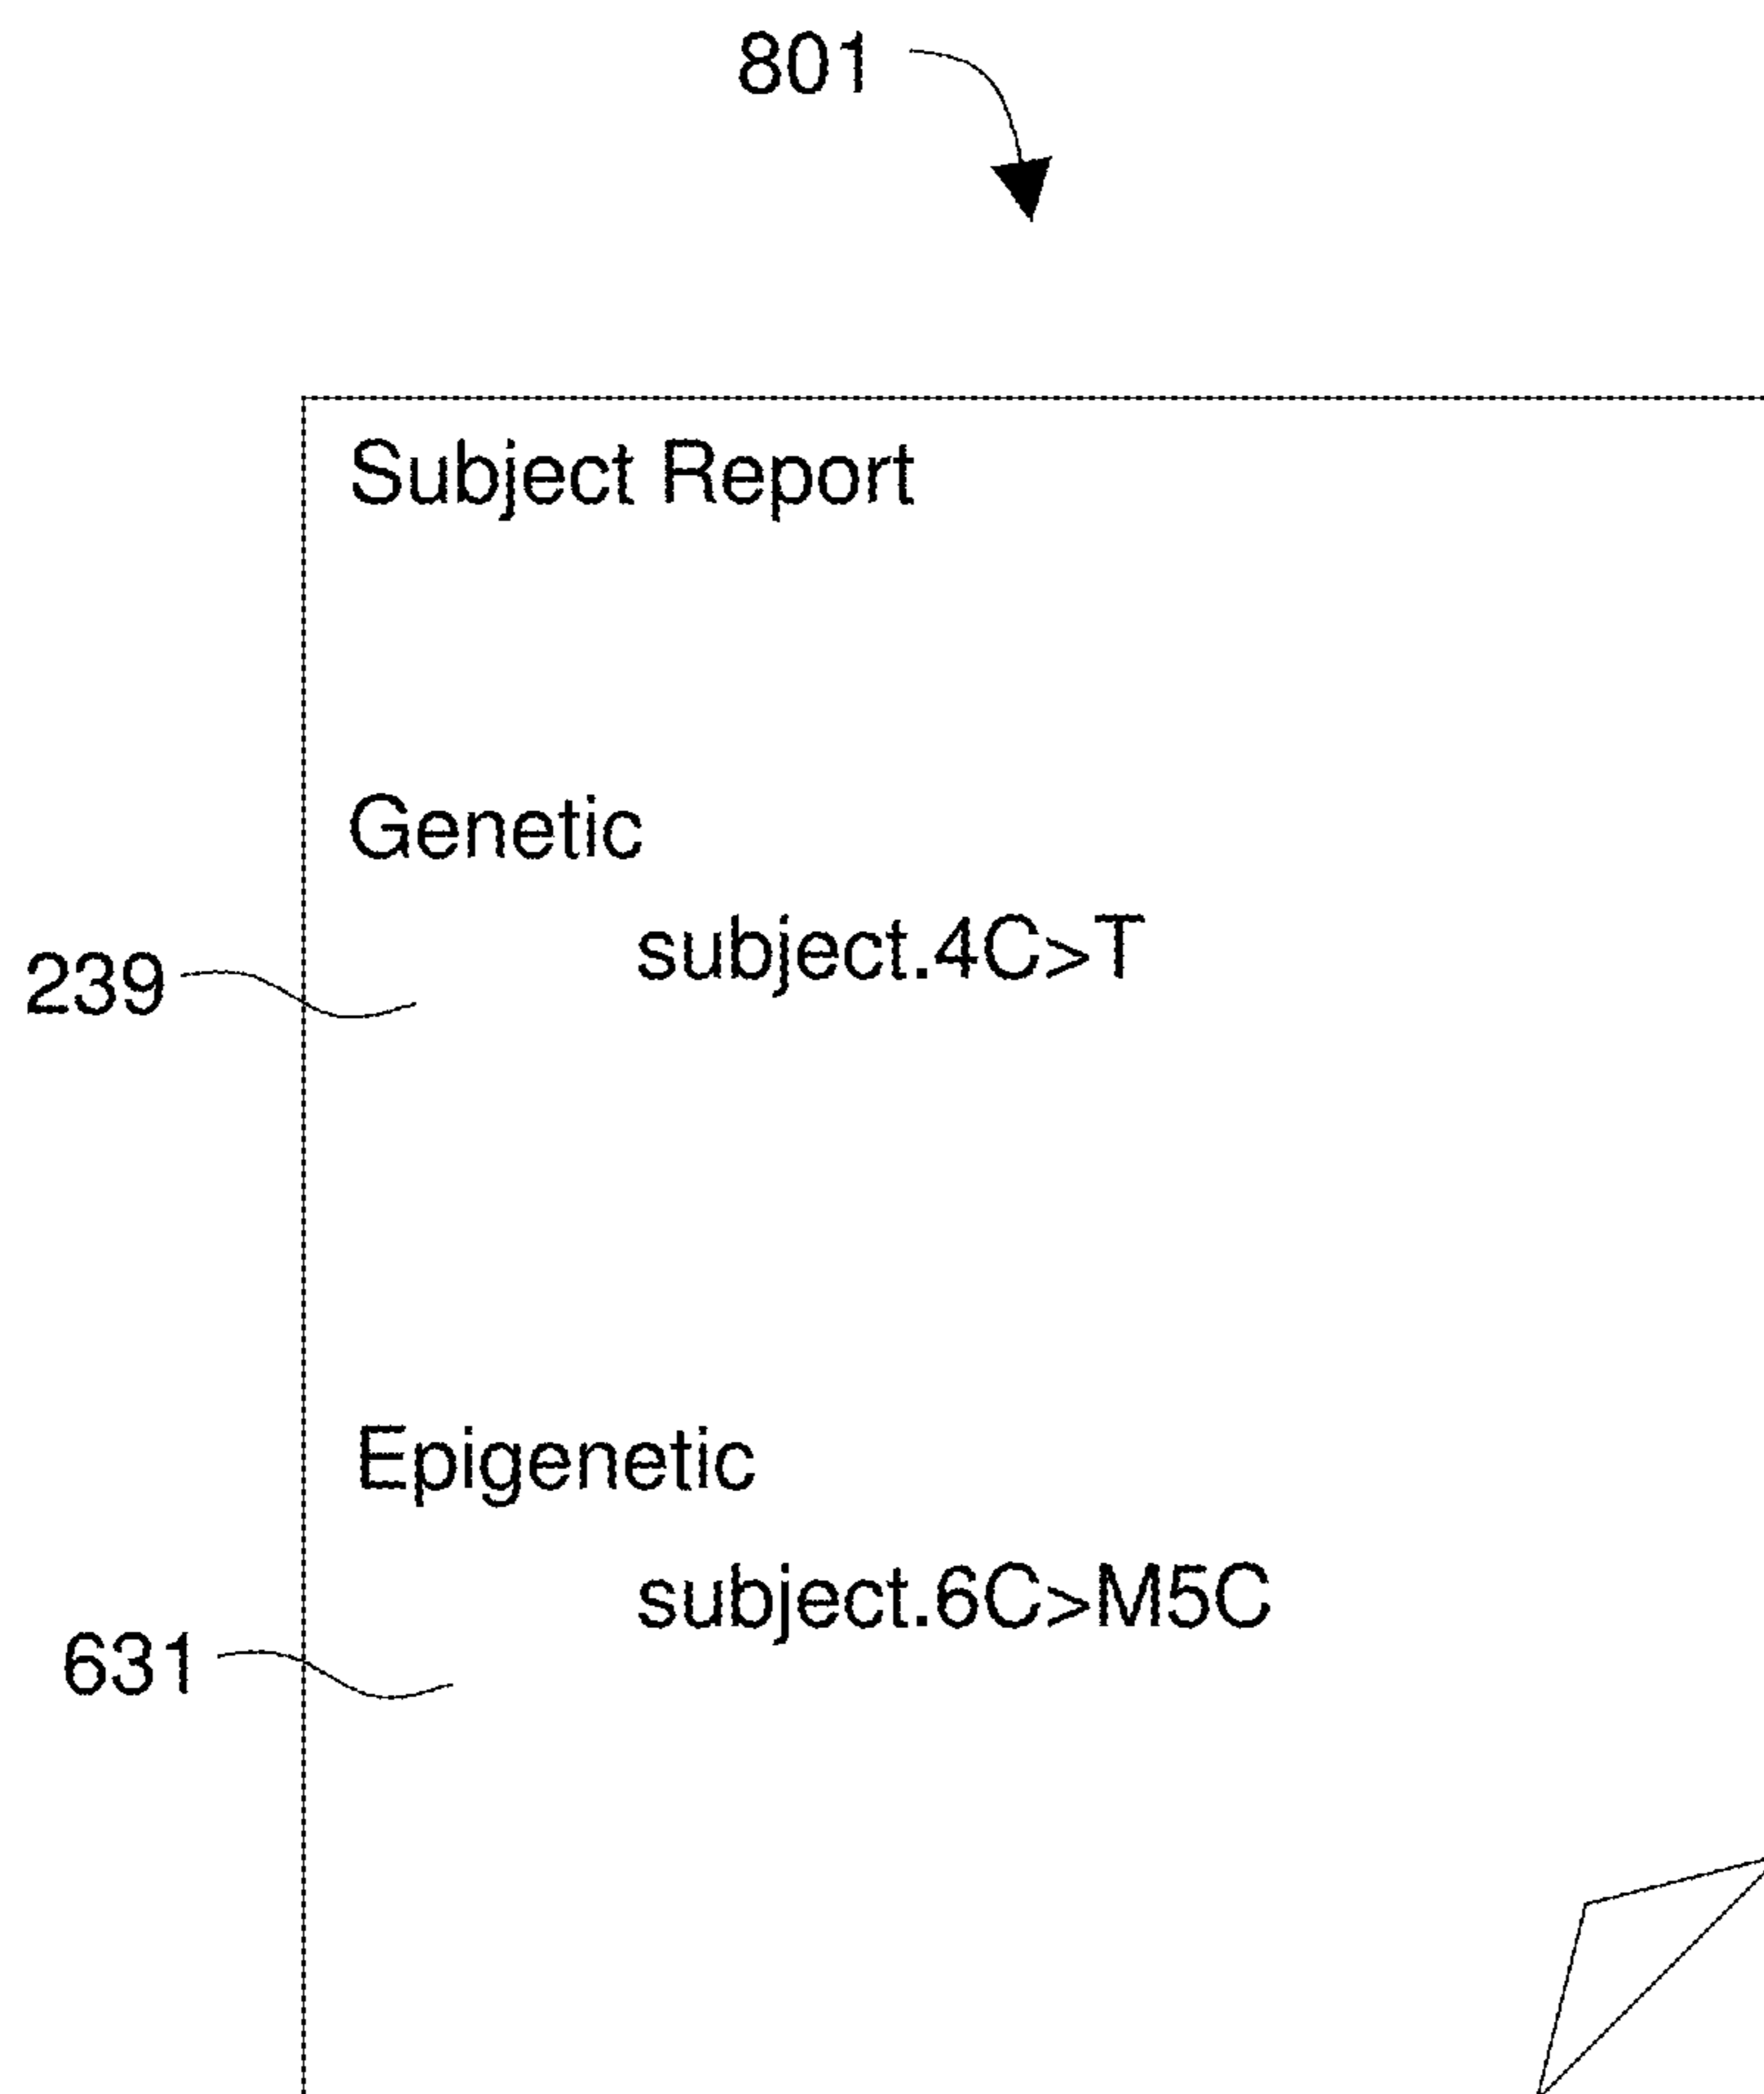 801
Subject Report
Genetic
subject.4C>T
239
Epigenetic
subject.6C>M5C
631